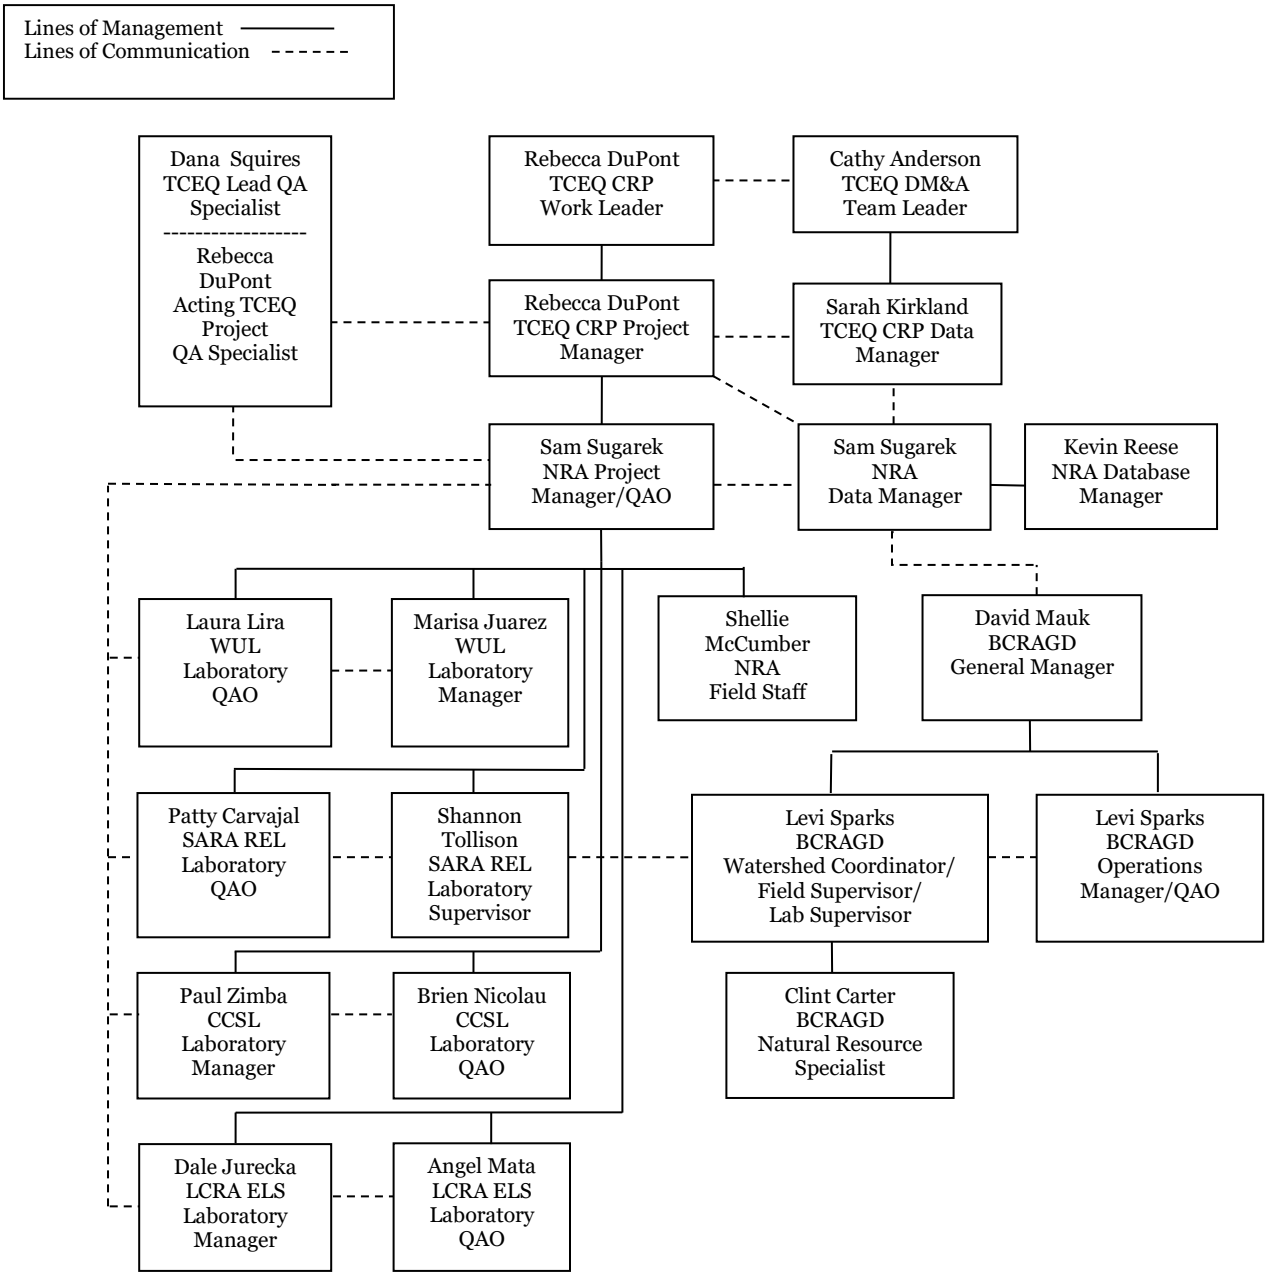 Lines of Management
Lines of Communication
Dana Squires
TCEQ Lead QA
Specialist
-------------------
Rebecca
DuPont
Acting TCEQ
Project
QA Specialist
Rebecca DuPont
TCEQ CRP
Work Leader
Cathy Anderson
TCEQ DM&A
Team Leader
Rebecca DuPont
TCEQ CRP Project
Manager
Sarah Kirkland
TCEQ CRP Data
Manager
Sam Sugarek
NRA Project
Manager/QAO
Sam Sugarek
NRA
Data Manager
Kevin Reese
NRA Database
Manager
Laura Lira
WUL
Laboratory
QAO
Marisa Juarez
WUL
Laboratory
Manager
Shellie
McCumber
NRA
Field Staff
David Mauk
BCRAGD
General Manager
Patty Carvajal
SARA REL
Laboratory
QAO
Shannon
Tollison
SARA REL
Laboratory
Supervisor
Levi Sparks
BCRAGD
Watershed Coordinator/
Field Supervisor/
Lab Supervisor
Levi Sparks
BCRAGD
Operations
Manager/QAO
Paul Zimba
CCSL
Laboratory
Manager
Brien Nicolau
CCSL
Laboratory
QAO
Clint Carter
BCRAGD
Natural Resource
Specialist
Dale Jurecka
LCRA ELS
Laboratory
Manager
Angel Mata
LCRA ELS
Laboratory
QAO